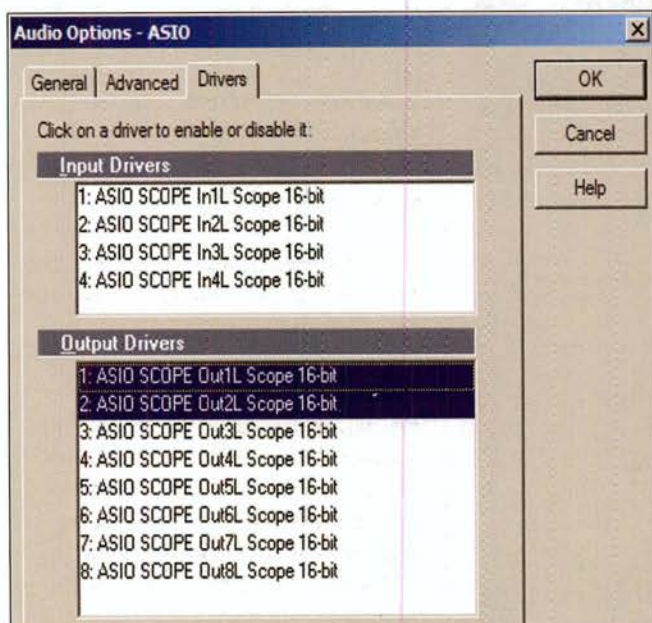 Audio Options - ASIO
General
Advanced
Drivers
OK
Cancel
Help
Click on a driver to enable or disable it:
Input Drivers
1: ASIO SCOPE In1L Scope 16-bit
2: ASIO SCOPE In2L Scope 16-bit
3: ASIO SCOPE In3L Scope 16-bit
4: ASIO SCOPE In4L Scope 16-bit
Output Drivers
1: ASIO SCOPE Out1L Scope 16-bit
2: ASIO SCOPE Out2L Scope 16-bit
3: ASIO SCOPE Out3L Scope 16-bit
4: ASIO SCOPE Out4L Scope 16-bit
5: ASIO SCOPE Out5L Scope 16-bit
6: ASIO SCOPE Out6L Scope 16-bit
7: ASIO SCOPE Out7L Scope 16-bit
8: ASIO SCOPE Out8L Scope 16-bit